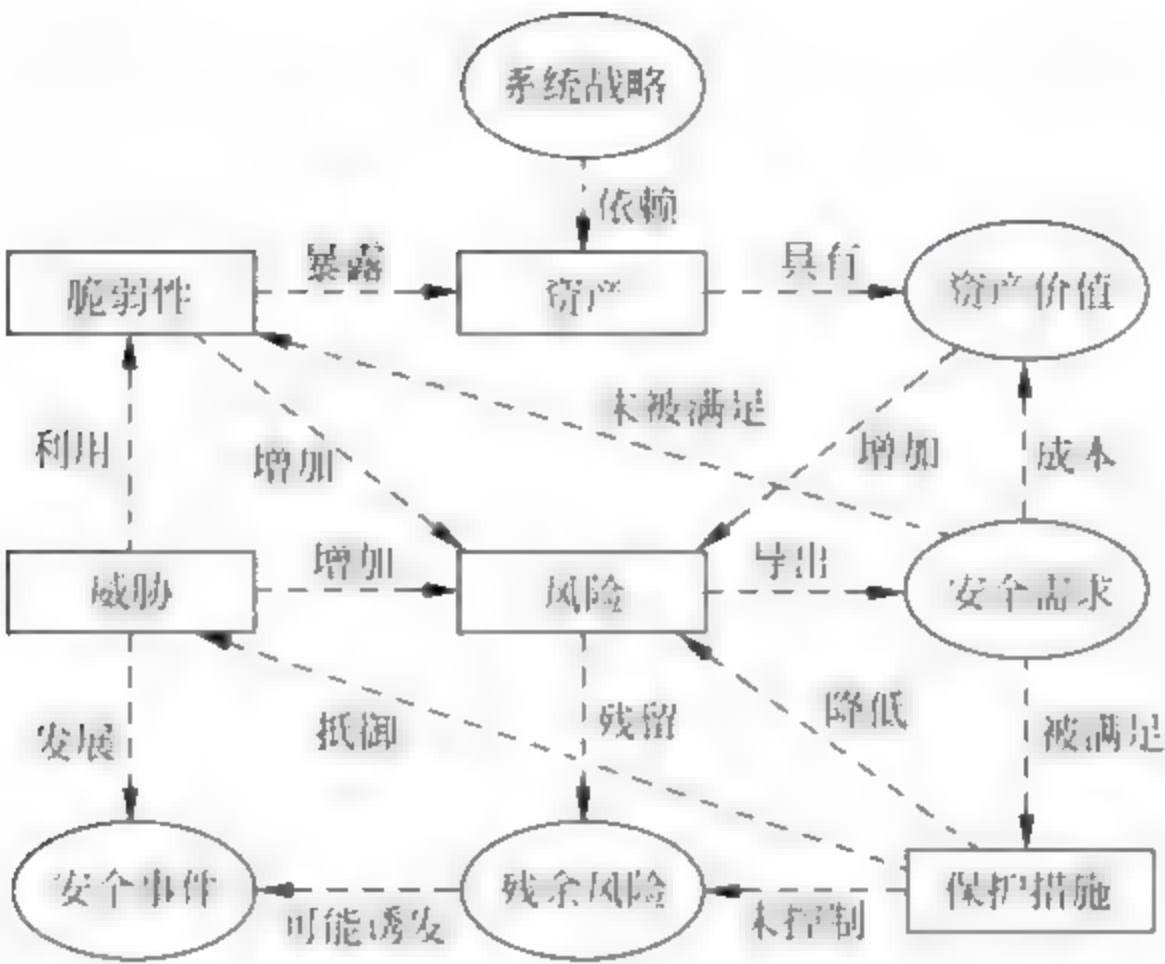 系统战略
依赖
脆弱性
暴露
资产
具有
资产价值
未被满足
利用
增加
增加
成本
威胁
增加
风险
导出
安全需求
发展
抵御
残留
降低
被满足
安全事件
可能诱发
残余风险
未控制
保护措施